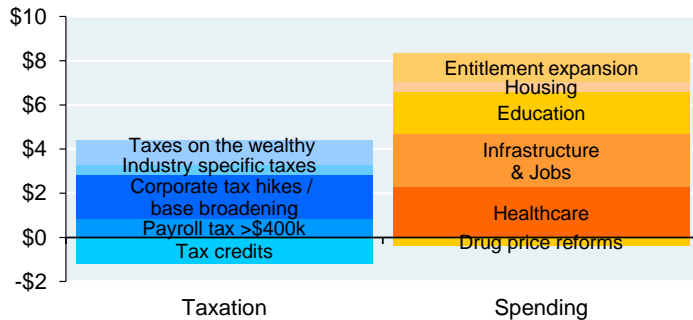 $10
$8
$6
$4
$2
$0
-$2
Taxes on the wealthy
Industry specific taxes
Corporate tax hikes /
base broadening
Payroll tax >$400k
Tax credits
Entitlement expansion
Housing
Education
Infrastructure
& Jobs
Healthcare
Drug price reforms
Taxation
Spending